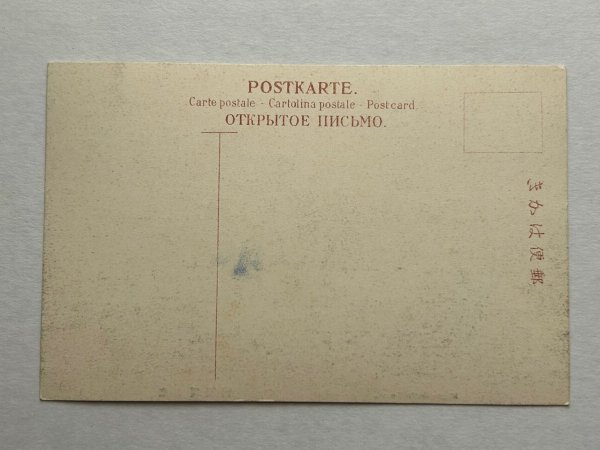 POSTKARTE.
Carte postale - Cartolina postale - Post card.
ОТКРЫТОЕ ПИСЬМО.
郵便はかき